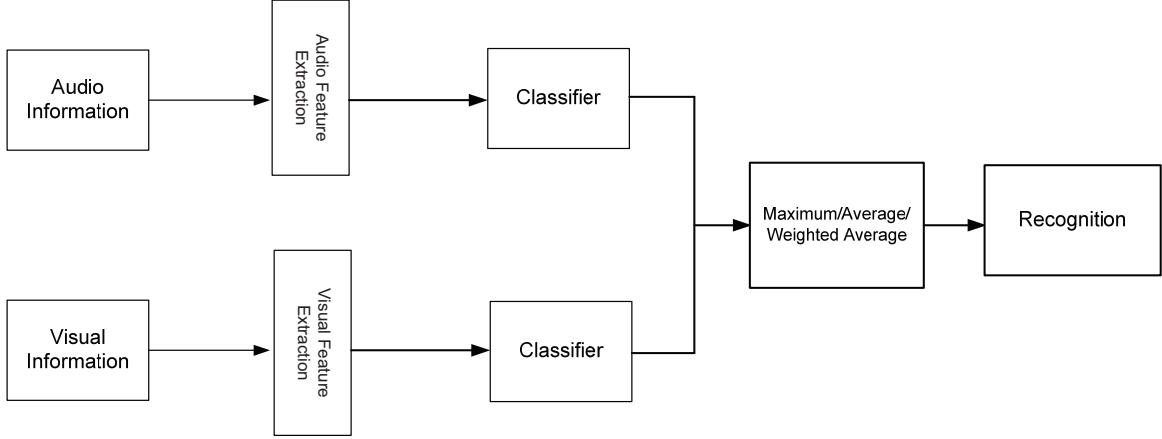 Audio
Information
Audio Feature
Extraction
Classifier
Visual
Information
Visual Feature
Extraction
Classifier
Maximum/Average/
Weighted Average
Recognition